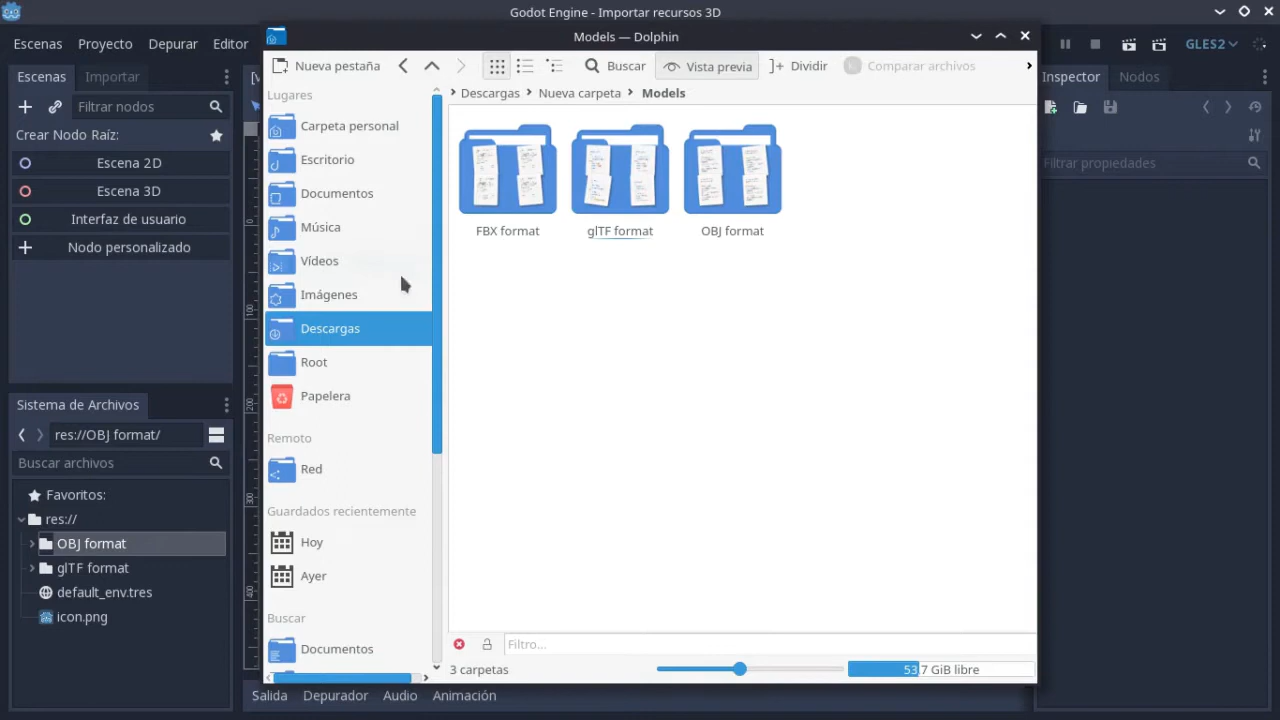 Godot Engine - Importar recursos 3D
Escenas Proyecto Depurar Editor
GLES2
Models — Dolphin
Nueva pestaña
Buscar
Vista previa
Dividir
Comparar archivos
Descargas Nueva carpeta Models
Lugares
Carpeta personal
Escritorio
Documentos
Música
Vídeos
Imágenes
Descargas
Root
Papelera
Remoto
Red
Guardados recientemente
Hoy
Ayer
Buscar
Documentos
FBX format
glTF format
OBJ format
Filtro...
3 carpetas
53,7 GiB libre
Escenas Importar
Filtrar nodos
Crear Nodo Raíz:
Escena 2D
Escena 3D
Interfaz de usuario
Nodo personalizado
Sistema de Archivos
res://OBJ format/
Buscar archivos
Favoritos:
res://
OBJ format
glTF format
default_env.tres
icon.png
0
100
200
300
400
Salida Depurador Audio Animación
Inspector Nodos
Filtrar propiedades